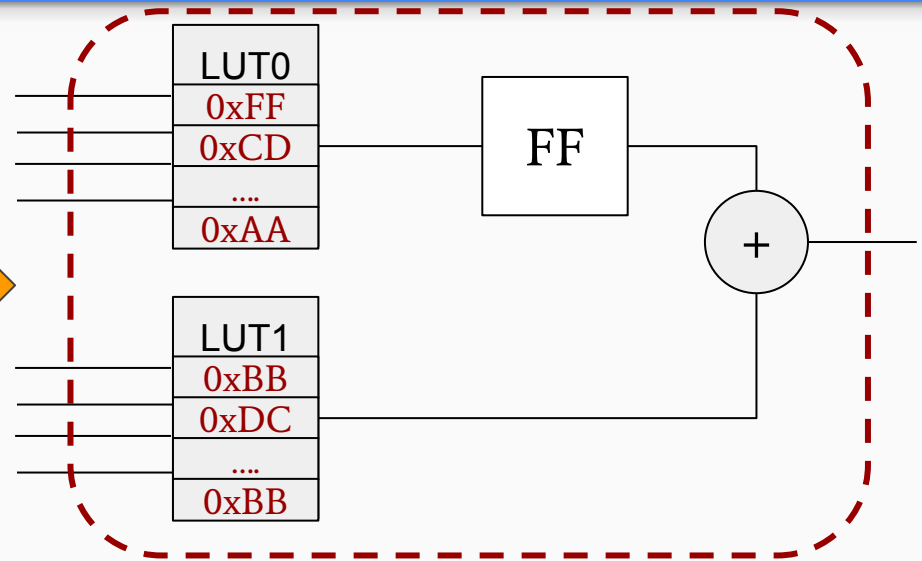 LUT0
0xFF
0xCD
....
0xAA
FF
+
LUT1
0xBB
0xDC
....
0xBB